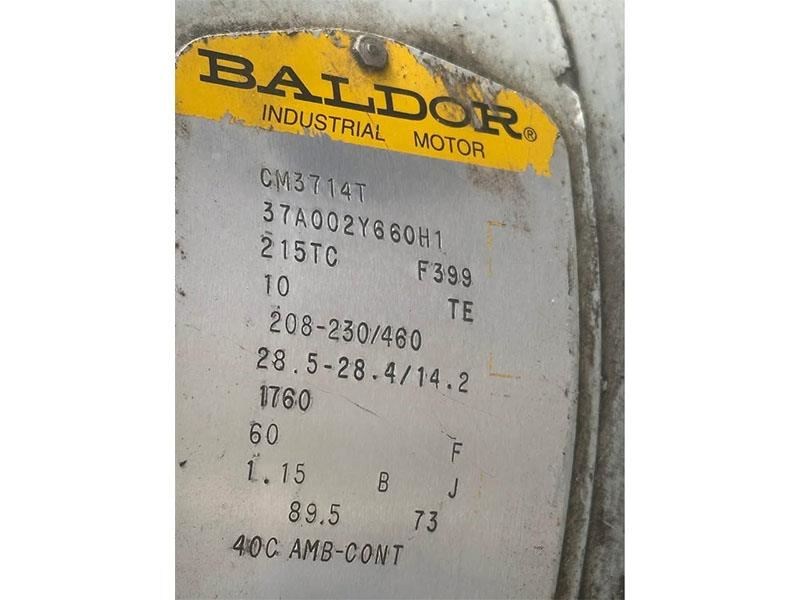 BALDOR®
INDUSTRIAL MOTOR
CM3714T
37A002Y660H1
215TC F399
10 TE
208-230/460
28.5-28.4/14.2
1760
60 F
1.15 B J
89.5 73
40C AMB-CONT